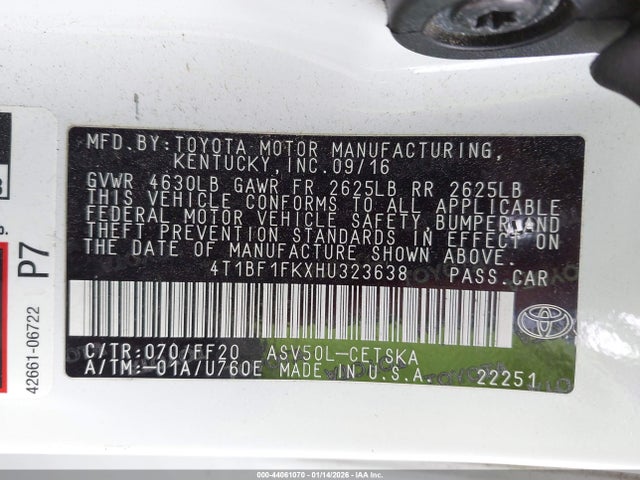 MFD.BY:TOYOTA MOTOR MANUFACTURING,
KENTUCKY,INC.09/16
GVWR 4630LB GAWR FR 2625LB RR 2625LB
THIS VEHICLE CONFORMS TO ALL APPLICABLE
FEDERAL MOTOR VEHICLE SAFETY,BUMPER,AND
THEFT PREVENTION STANDARDS IN EFFECT ON
THE DATE OF MANUFACTURE SHOWN ABOVE.
4T1BF1FKXHU323638 PASS.CAR
C/TR:070/FF20 ASV50L-CETSKA
A/TM:-01A/U760E MADE IN U.S.A. 22251
P7
42661-06722
000-44061070 - 01/14/2026 - IAA INC.